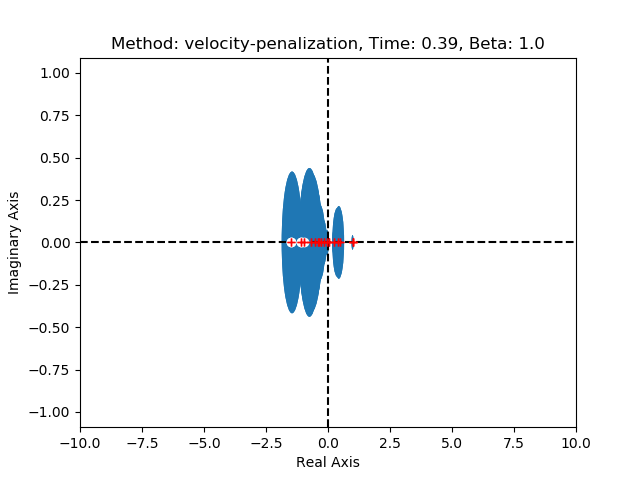 Method: velocity-penalization, Time: 0.39, Beta: 1.0
1.00
0.75
0.50
0.25
0.00
−0.25
−0.50
−0.75
−1.00
Imaginary Axis
−10.0 −7.5 −5.0 −2.5 0.0 2.5 5.0 7.5 10.0
Real Axis